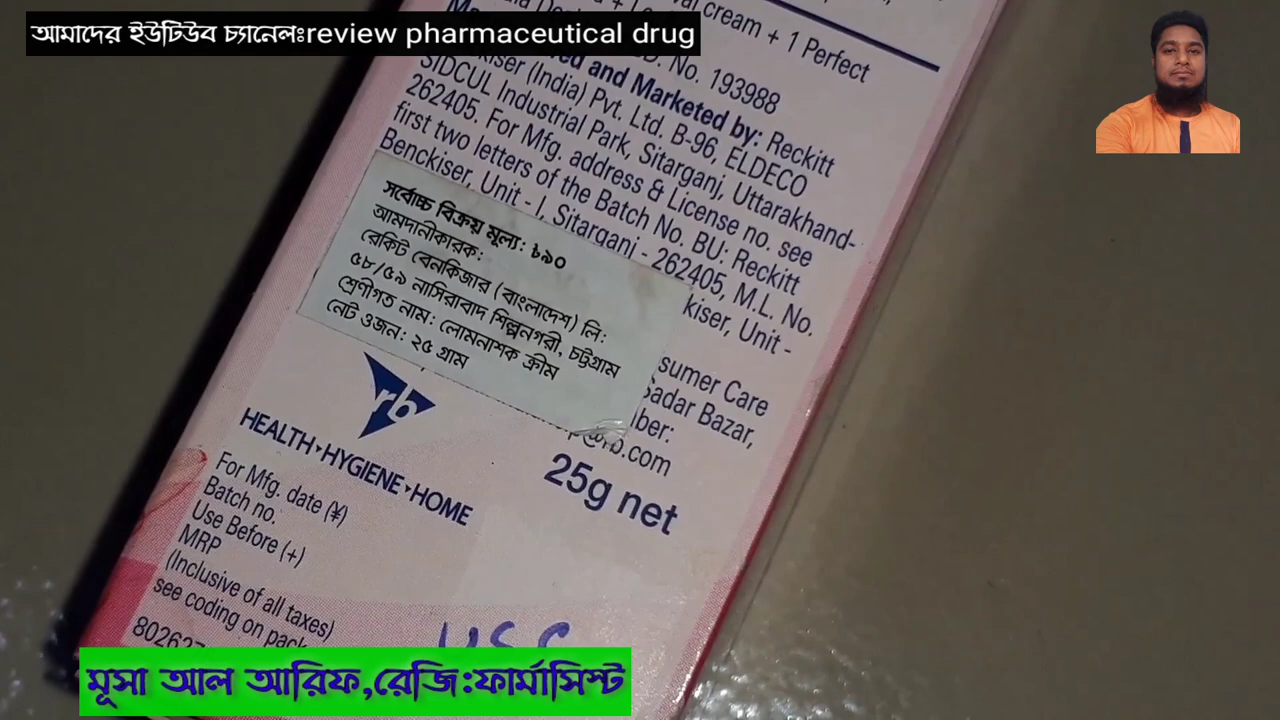 আমাদের ইউটিউব চ্যানেলঃreview pharmaceutical drug
cream + 1 Perfect
No. 193988
and Marketed by: Reckitt
(India) Pvt. Ltd. B-96, ELDECO
SIDCUL Industrial Park, Sitarganj, Uttarakhand-
262405. For Mfg. address & License no. see
first two letters of the Batch No. BU: Reckitt
Benckiser, Unit - I, Sitarganj - 262405, M.L. No.
kiser, Unit -
Care
Sadar Bazar,
25g net
সর্বোচ্চ বিক্রয় মূল্য: ৳৯০
আমদানীকারক:
রেকিট বেনকিজার (বাংলাদেশ) লি:
৫৮/৫৯ নাসিরাবাদ শিল্পনগরী, চট্টগ্রাম
শ্রেণীগত নাম: লোমনাশক ক্রীম
নেট ওজন: ২৫ গ্রাম
rb
HEALTH▸HYGIENE▸HOME
For Mfg. date (¥)
Batch no.
Use Before (+)
MRP
(Inclusive of all taxes)
see coding on pack
মূসা আল আরিফ,রেজি:ফার্মাসিস্ট